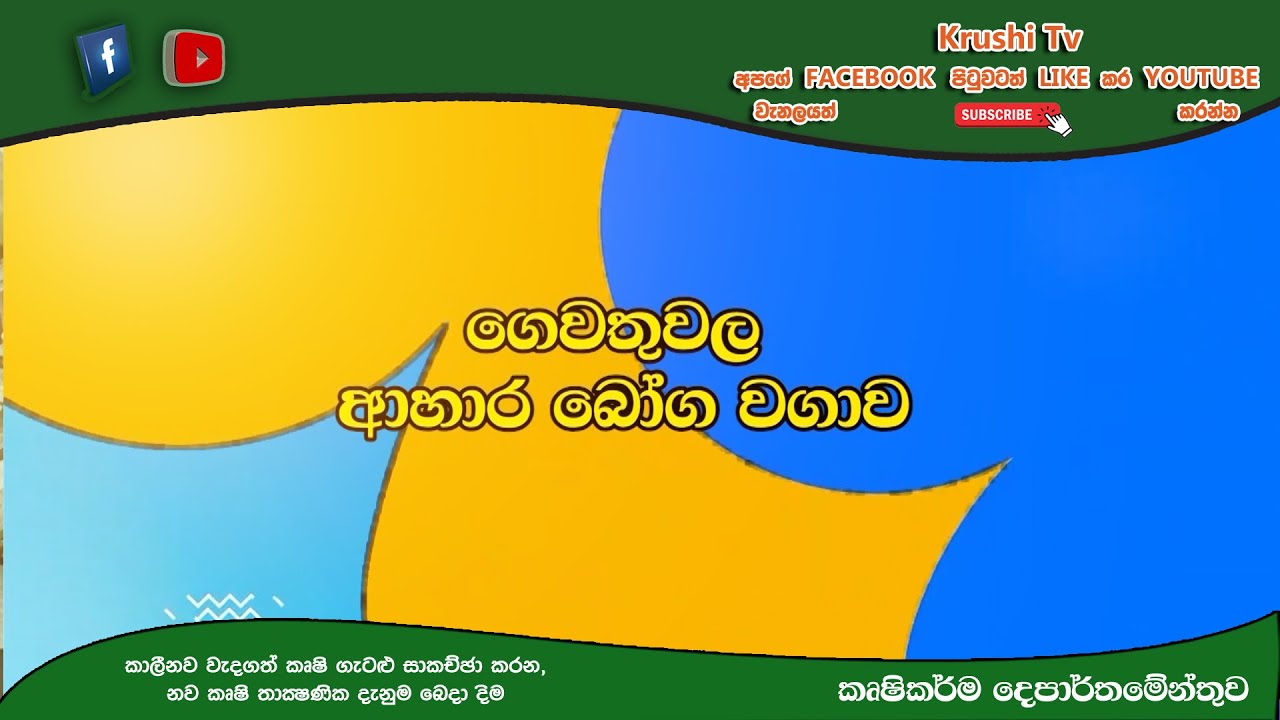 Krushi Tv
අපගේ FACEBOOK පිටුවටත් LIKE කර YOUTUBE
චැනලයත් SUBSCRIBE කරන්න
ගෙවතුවල
ආහාර බෝග වගාව
කාලීනව වැදගත් කෘෂි ගැටළු සාකච්ඡා කරන,
නව කෘෂි තාක්‍ෂණික දැනුම බෙදා දිම
කෘෂිකර්ම දෙපාර්තමේන්තුව